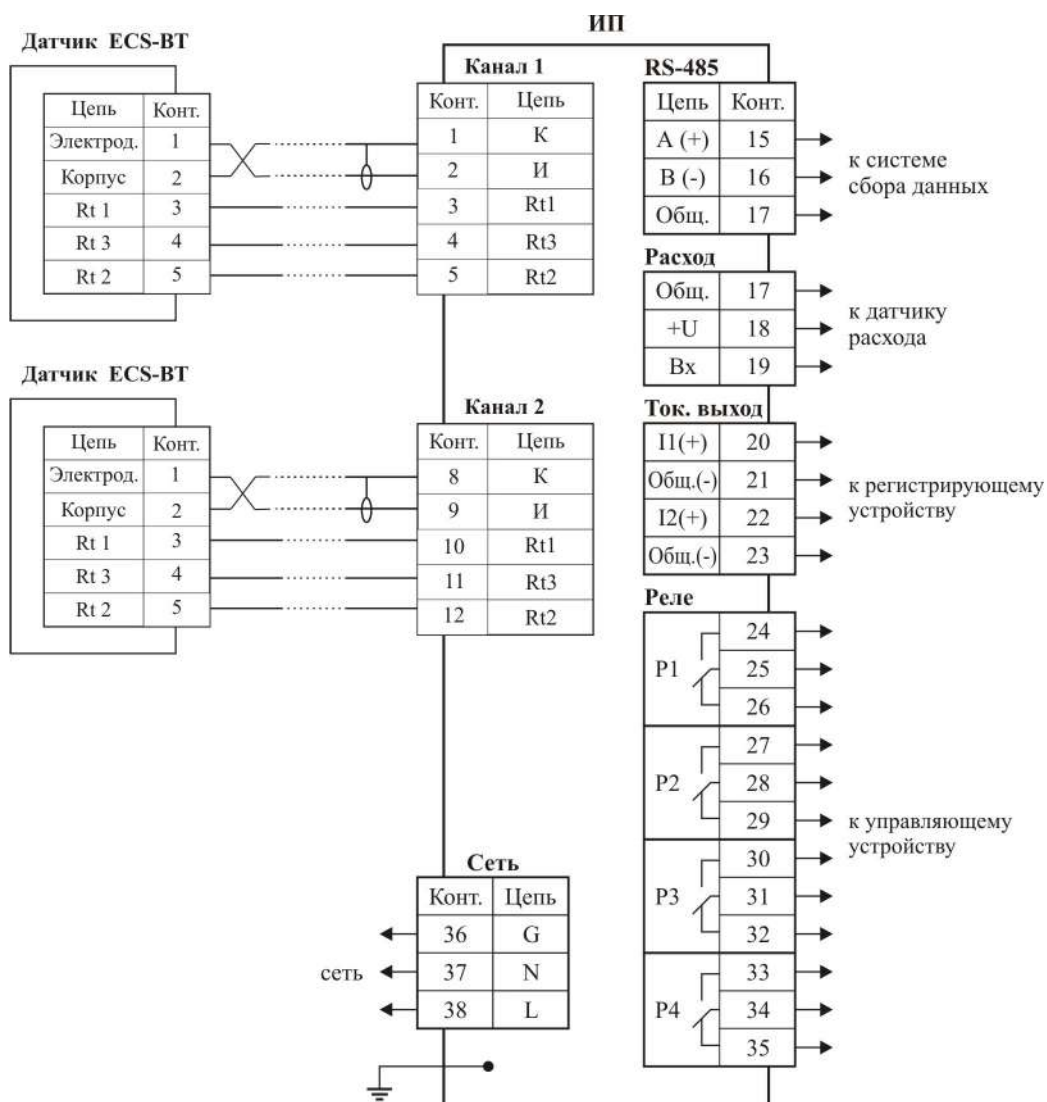 ИП
Датчик ECS-BT
Цепь Конт.
Электрод. 1
Корпус 2
Rt 1 3
Rt 3 4
Rt 2 5
Канал 1
Конт. Цепь
1 К
2 И
3 Rt1
4 Rt3
5 Rt2
Датчик ECS-BT
Цепь Конт.
Электрод. 1
Корпус 2
Rt 1 3
Rt 3 4
Rt 2 5
Канал 2
Конт. Цепь
8 К
9 И
10 Rt1
11 Rt3
12 Rt2
Сеть
Конт. Цепь
36 G
37 N
38 L
сеть
RS-485
Цепь Конт.
А (+) 15
В (-) 16
Общ. 17
к системе
сбора данных
Расход
Общ. 17
+U 18
Вх 19
к датчику
расхода
Ток. выход
I1(+) 20
Общ.(-) 21
I2(+) 22
Общ.(-) 23
к регистрирующему
устройству
Реле
Р1
24
25
26
Р2
27
28
29
Р3
30
31
32
Р4
33
34
35
к управляющему
устройству